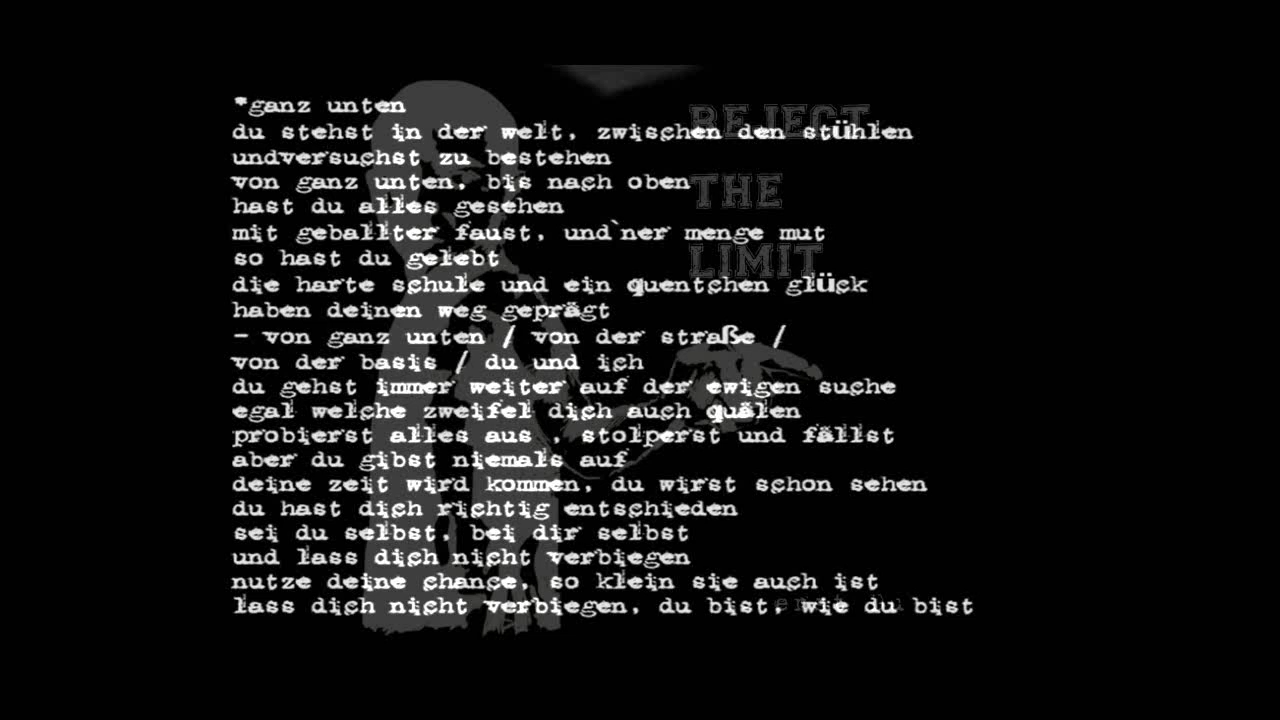 *ganz unten
du stehst in der welt, zwischen den stühlen
undversuchst zu bestehen
von ganz unten, bis nach oben
hast du alles gesehen
mit geballter faust, und`ner menge mut
so hast du gelebt
die harte schule und ein quentchen glück
haben deinen weg geprägt
- von ganz unten / von der straße /
von der basis / du und ich
du gehst immer weiter auf der ewigen suche
egal welche zweifel dich auch quälen
probierst alles aus , stolperst und fällst
aber du gibst niemals auf
deine zeit wird kommen, du wirst schon sehen
du hast dich richtig entschieden
sei du selbst, bei dir selbst
und lass dich nicht verbiegen
nutze deine chance, so klein sie auch ist
lass dich nicht verbiegen, du bist, wie du bist
REJECT
THE
LIMIT